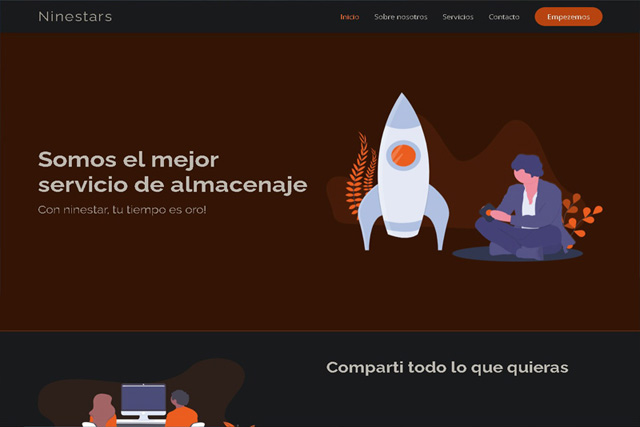 Ninestars
Inicio Sobre nosotros Servicios Contacto Empezemos
Somos el mejor
servicio de almacenaje
Con ninestar, tu tiempo es oro!
Comparti todo lo que quieras